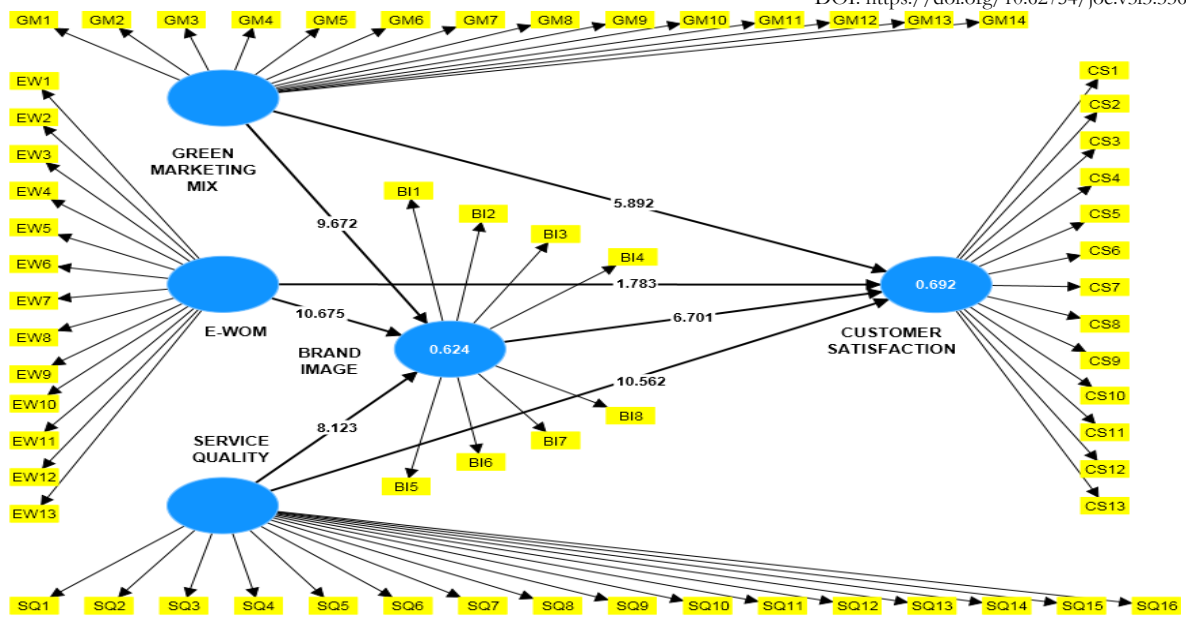 GM1 GM2 GM3 GM4 GM5 GM6 GM7 GM8 GM9 GM10 GM11 GM12 GM13 GM14
EW1
EW2
EW3
EW4
EW5
EW6
EW7
EW8
EW9
EW10
EW11
EW12
EW13
GREEN
MARKETING
MIX
E-WOM
SERVICE
QUALITY
9.672
10.675
8.123
BRAND
IMAGE
0.624
BI1
BI2
BI3
BI4
BI5
BI6
BI7
BI8
5.892
1.783
6.701
10.562
0.692
CUSTOMER
SATISFACTION
CS1
CS2
CS3
CS4
CS5
CS6
CS7
CS8
CS9
CS10
CS11
CS12
CS13
SQ1 SQ2 SQ3 SQ4 SQ5 SQ6 SQ7 SQ8 SQ9 SQ10 SQ11 SQ12 SQ13 SQ14 SQ15 SQ16